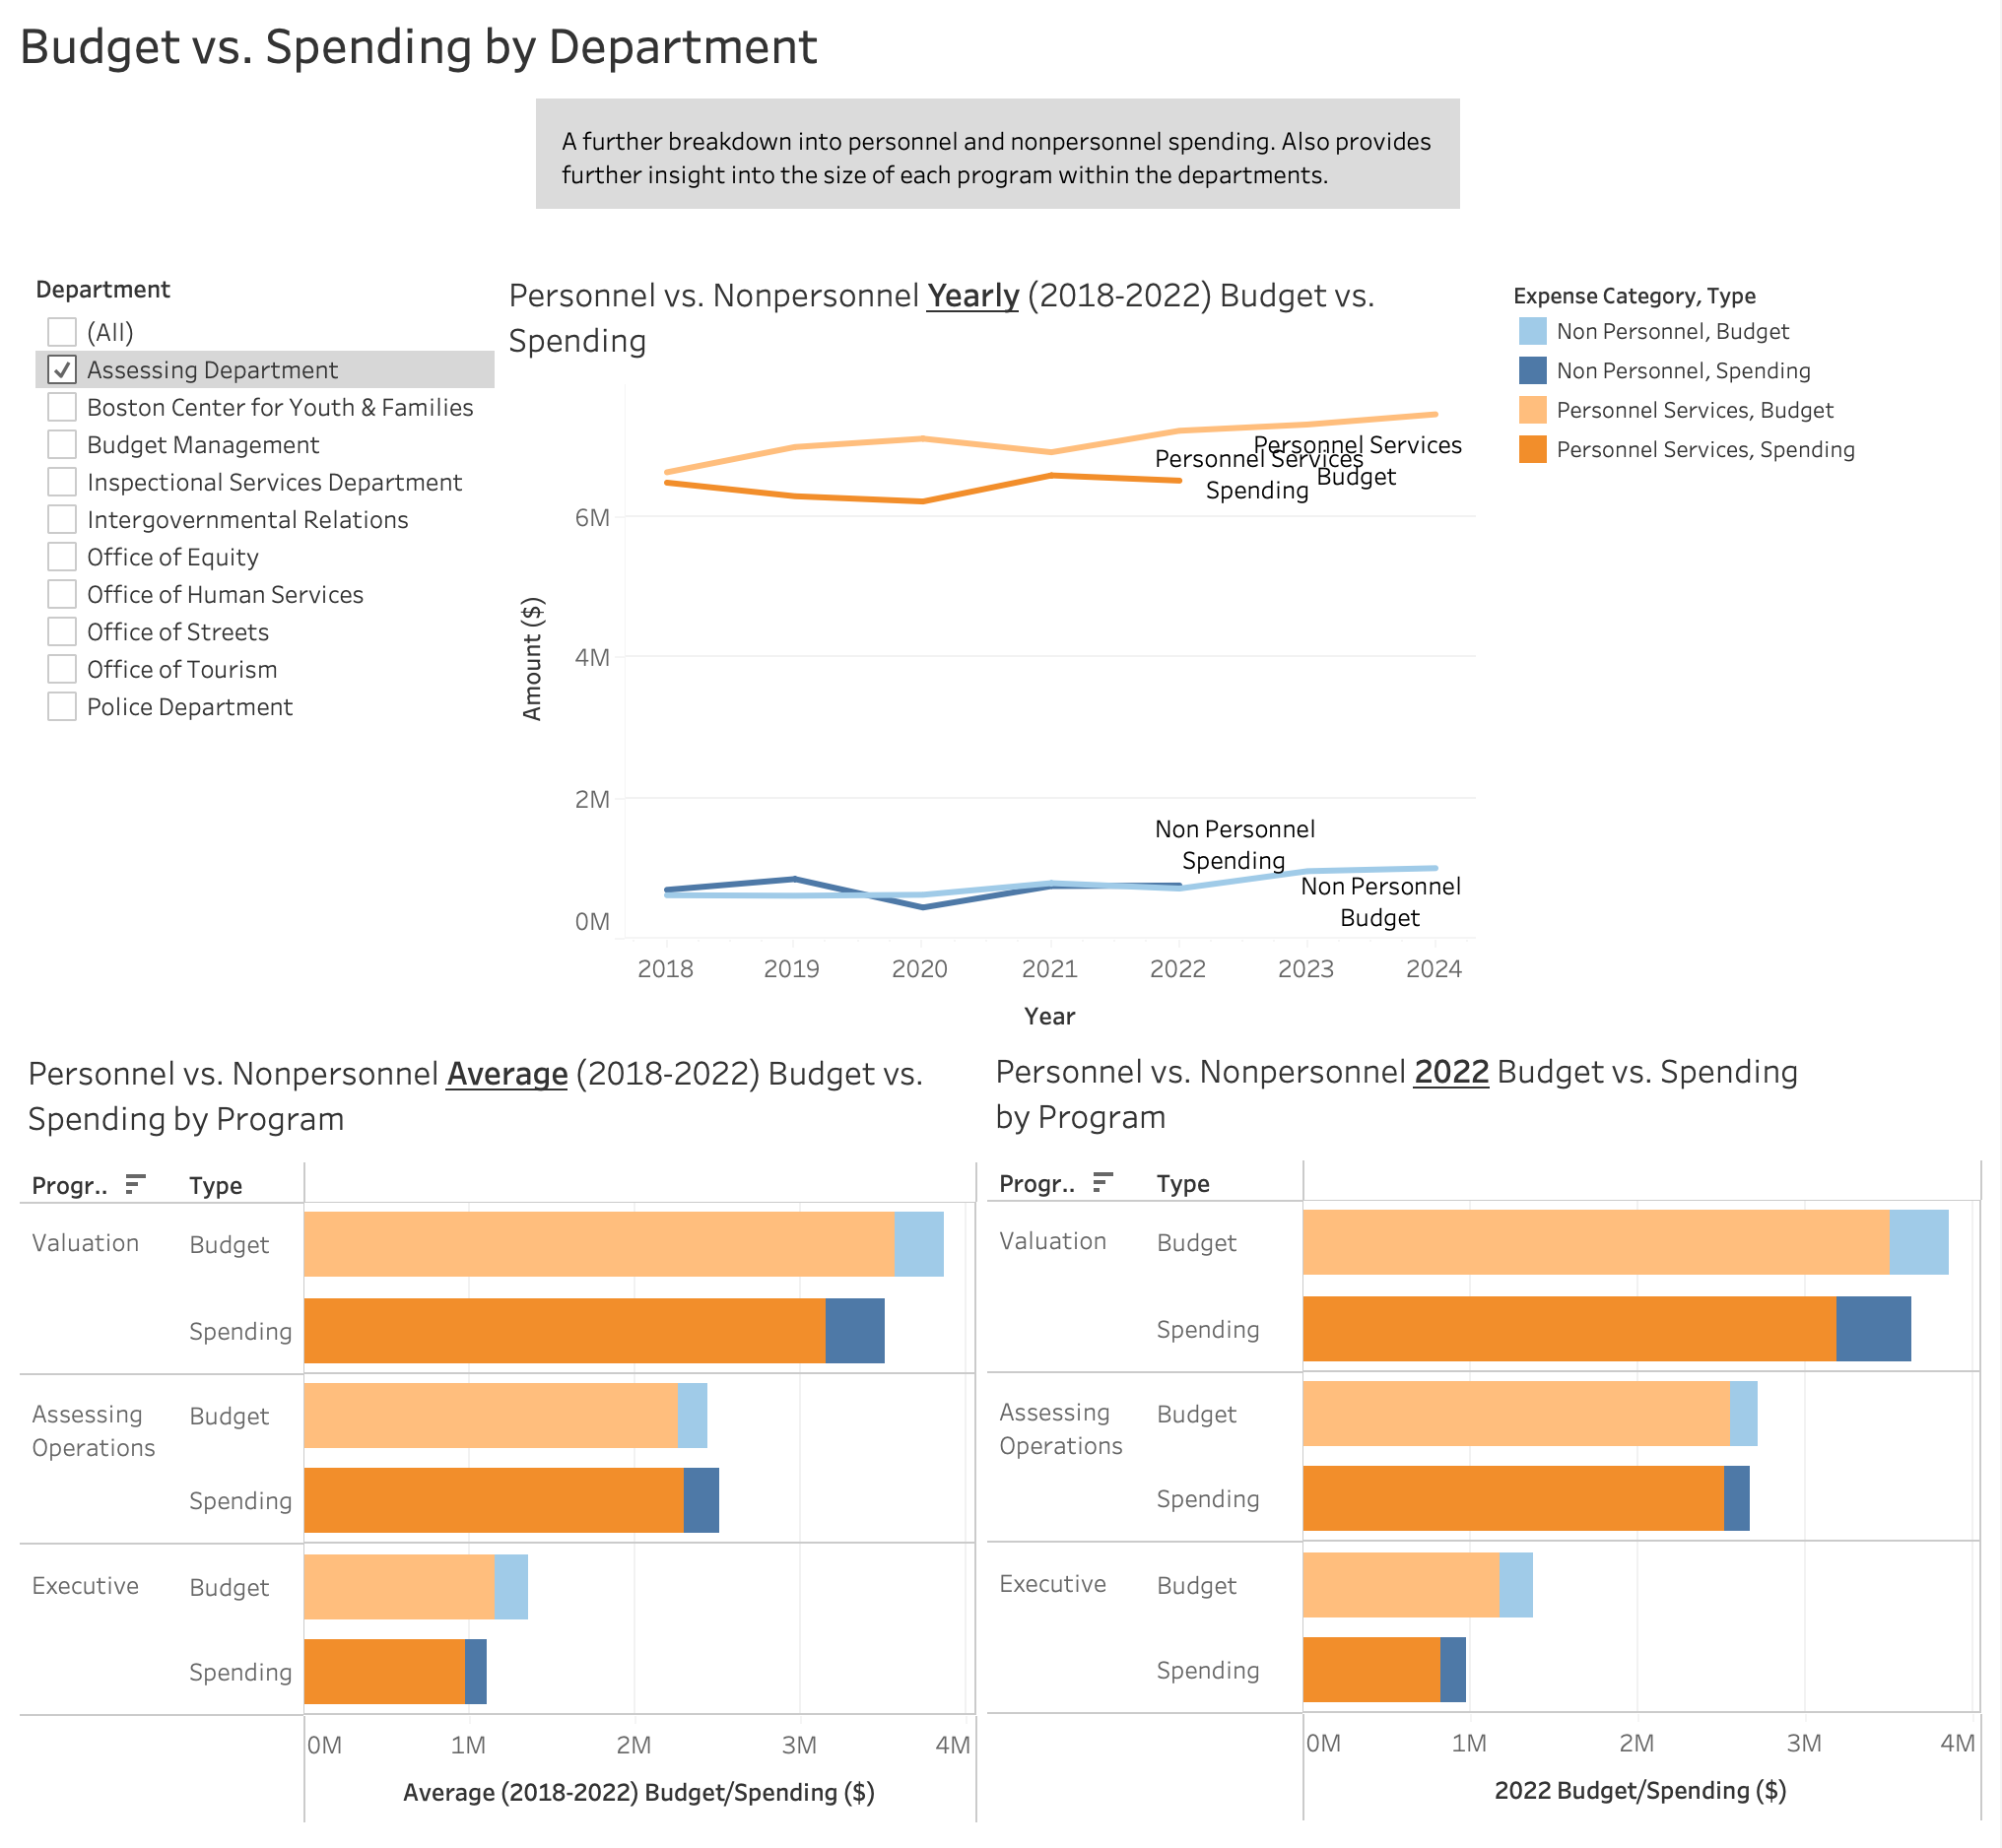 Budget vs. Spending by Department
A further breakdown into personnel and nonpersonnel spending. Also provides
further insight into the size of each program within the departments.
Department
(All)
Assessing Department
Boston Center for Youth & Families
Budget Management
Inspectional Services Department
Intergovernmental Relations
Office of Equity
Office of Human Services
Office of Streets
Office of Tourism
Police Department
Personnel vs. Nonpersonnel Yearly (2018-2022) Budget vs.
Spending
Amount ($)
6M
4M
2M
0M
Personnel Services
Budget
Personnel Services
Spending
Non Personnel
Spending
Non Personnel
Budget
2018 2019 2020 2021 2022 2023 2024
Year
Expense Category, Type
Non Personnel, Budget
Non Personnel, Spending
Personnel Services, Budget
Personnel Services, Spending
Personnel vs. Nonpersonnel Average (2018-2022) Budget vs.
Spending by Program
Progr.. Type
Valuation Budget
Spending
Assessing
Operations
Budget
Spending
Executive Budget
Spending
0M 1M 2M 3M 4M
Average (2018-2022) Budget/Spending ($)
Personnel vs. Nonpersonnel 2022 Budget vs. Spending
by Program
Progr.. Type
Valuation Budget
Spending
Assessing
Operations
Budget
Spending
Executive Budget
Spending
0M 1M 2M 3M 4M
2022 Budget/Spending ($)